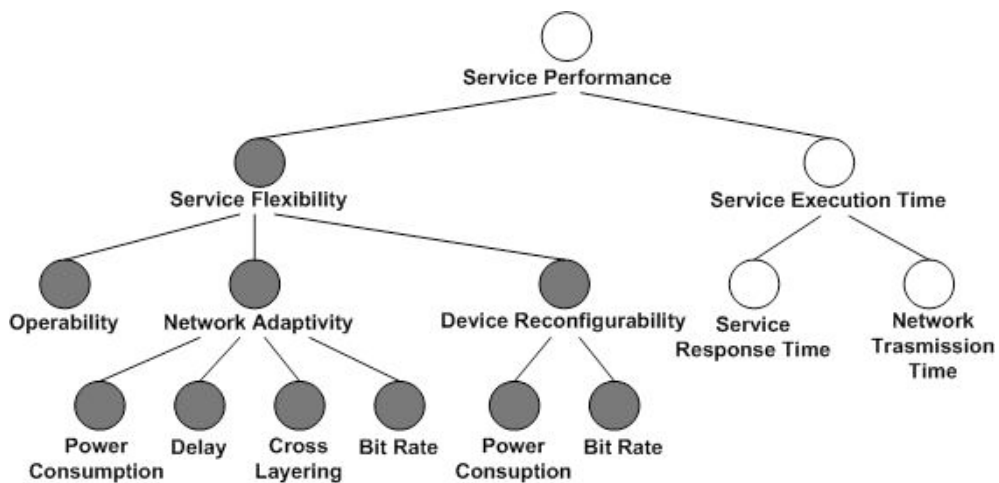 Service Performance
Service Flexibility
Service Execution Time
Operability
Network Adaptivity
Device Reconfigurability
Service
Response Time
Network
Trasmission
Time
Power
Consumption
Delay
Cross
Layering
Bit Rate
Power
Consuption
Bit Rate